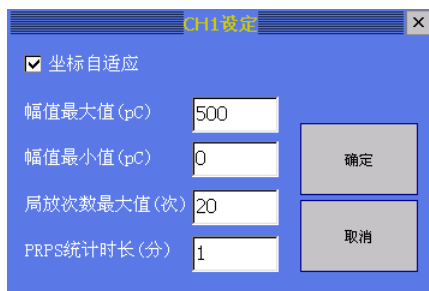 CH1设定
坐标自适应
幅值最大值(pC) 500
幅值最小值(pC) 0
局放次数最大值(次) 20
PRPS统计时长(分) 1
确定
取消